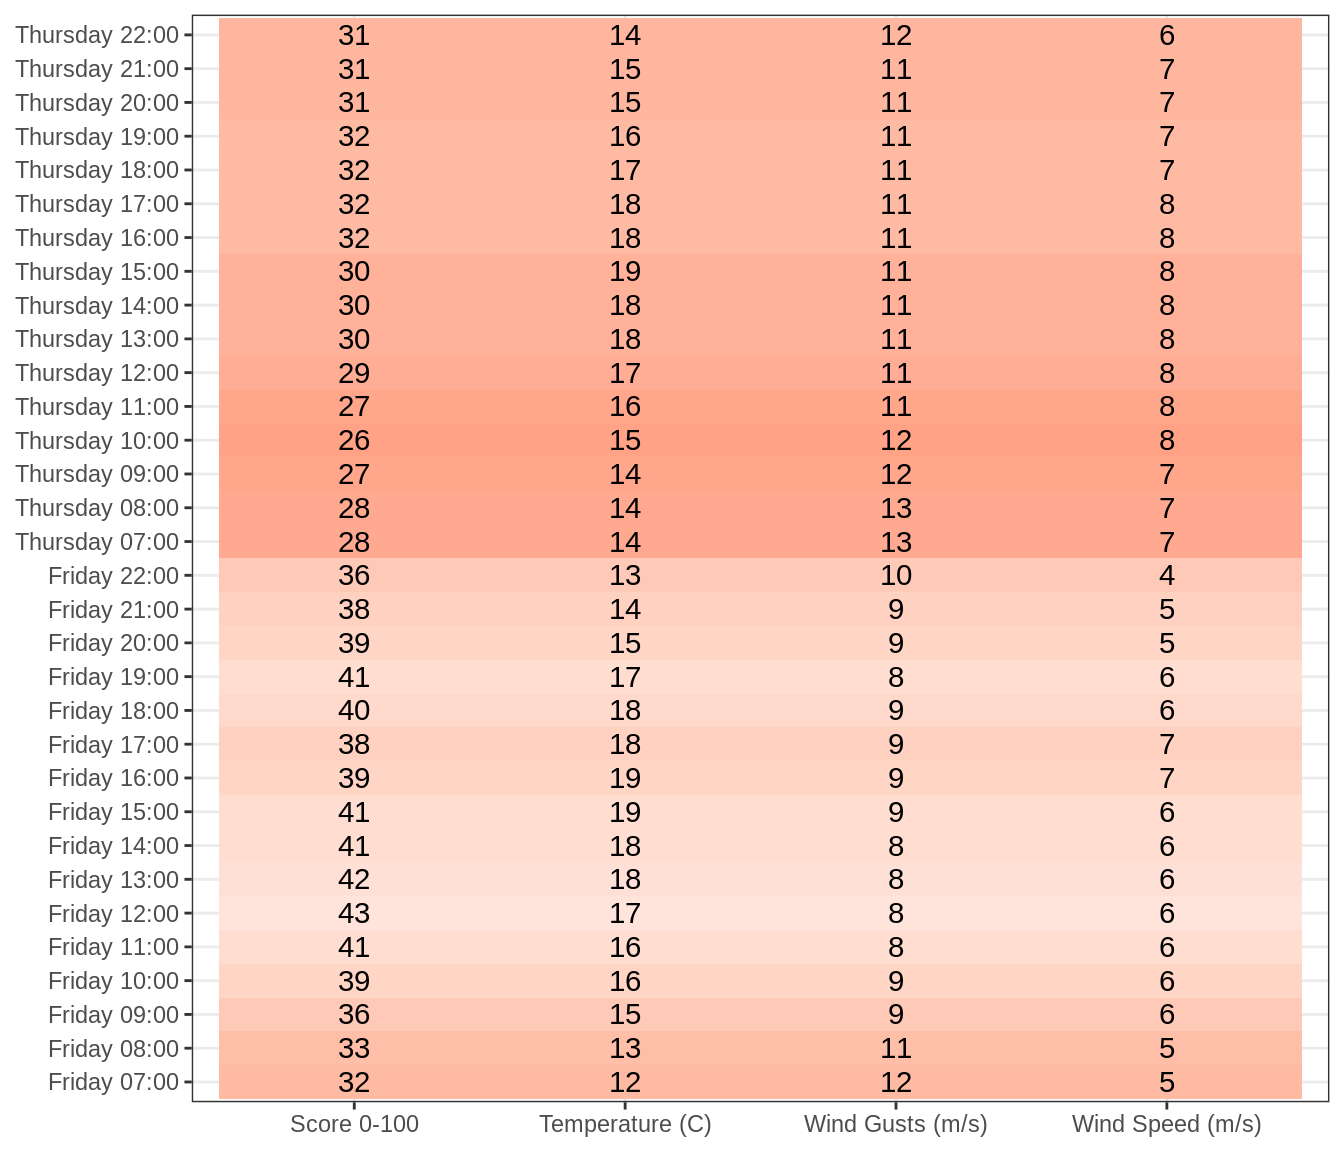 Thursday 22:00 31 14 12 6
Thursday 21:00 31 15 11 7
Thursday 20:00 31 15 11 7
Thursday 19:00 32 16 11 7
Thursday 18:00 32 17 11 7
Thursday 17:00 32 18 11 8
Thursday 16:00 32 18 11 8
Thursday 15:00 30 19 11 8
Thursday 14:00 30 18 11 8
Thursday 13:00 30 18 11 8
Thursday 12:00 29 17 11 8
Thursday 11:00 27 16 11 8
Thursday 10:00 26 15 12 8
Thursday 09:00 27 14 12 7
Thursday 08:00 28 14 13 7
Thursday 07:00 28 14 13 7
Friday 22:00 36 13 10 4
Friday 21:00 38 14 9 5
Friday 20:00 39 15 9 5
Friday 19:00 41 17 8 6
Friday 18:00 40 18 9 6
Friday 17:00 38 18 9 7
Friday 16:00 39 19 9 7
Friday 15:00 41 19 9 6
Friday 14:00 41 18 8 6
Friday 13:00 42 18 8 6
Friday 12:00 43 17 8 6
Friday 11:00 41 16 8 6
Friday 10:00 39 16 9 6
Friday 09:00 36 15 9 6
Friday 08:00 33 13 11 5
Friday 07:00 32 12 12 5
Score 0-100 Temperature (C) Wind Gusts (m/s) Wind Speed (m/s)